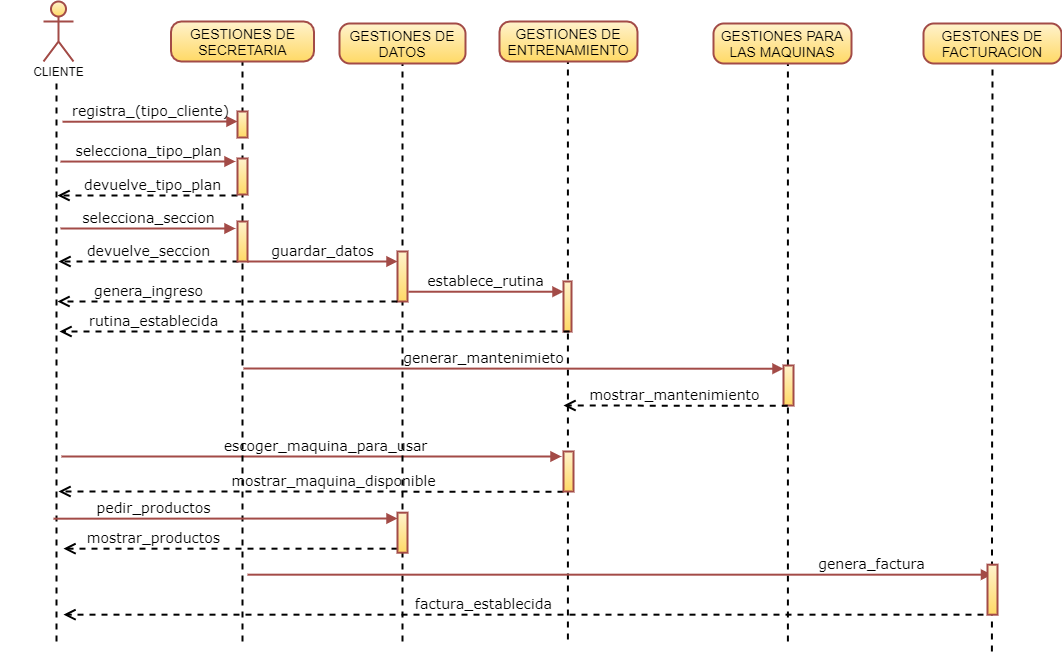 CLIENTE
GESTIONES DE
SECRETARIA
GESTIONES DE
DATOS
GESTIONES DE
ENTRENAMIENTO
GESTIONES PARA
LAS MAQUINAS
GESTONES DE
FACTURACION
registra_(tipo_cliente)
selecciona_tipo_plan
devuelve_tipo_plan
selecciona_seccion
devuelve_seccion
guardar_datos
establece_rutina
genera_ingreso
rutina_establecida
generar_mantenimieto
mostrar_mantenimiento
escoger_maquina_para_usar
mostrar_maquina_disponible
pedir_productos
mostrar_productos
genera_factura
factura_establecida